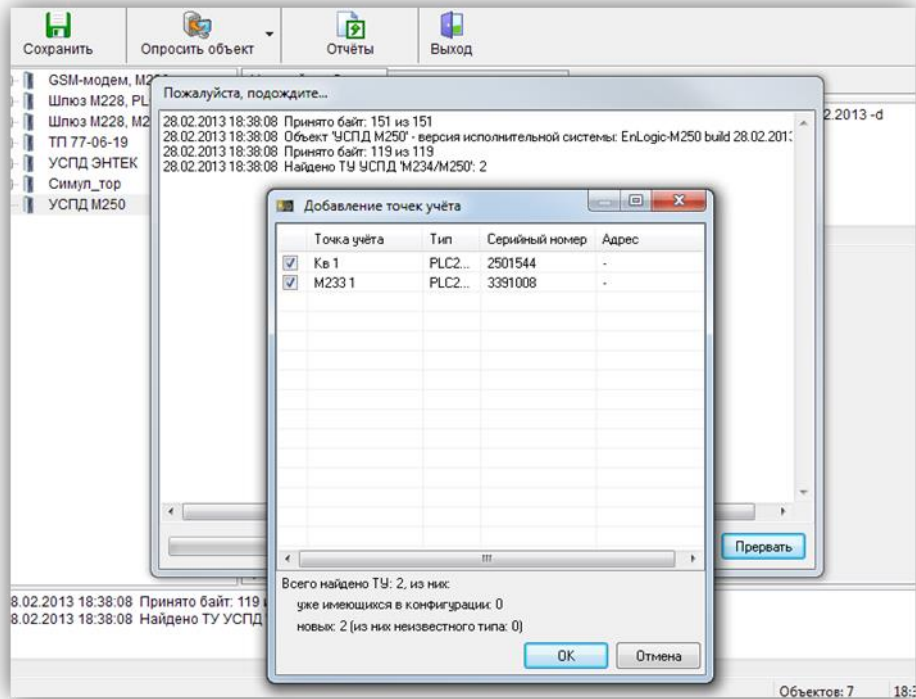 Сохранить
Опросить объект
Отчёты
Выход
GSM-модем,
Шлюз M228,
Шлюз M228,
ТП 77-06-19
УСПД ЭНТЕК
Симул_тор
УСПД M250
Пожалуйста, подождите...
28.02.2013 18:38:08 Принято байт: 151 из 151
28.02.2013 18:38:08 Объект 'УСПД M250' - версия исполнительной системы: EnLogic-M250 build 28.02.201
28.02.2013 18:38:08 Принято байт: 119 из 119
28.02.2013 18:38:08 Найдено ТУ УСПД 'M234/M250': 2
2.2013 -d
Добавление точек учёта
Точка учёта Тип Серийный номер Адрес
Кв 1 PLC2... 2501544 -
M233 1 PLC2... 3391008 -
Прервать
Всего найдено ТУ: 2, из них:
уже имеющихся в конфигурации: 0
новых: 2 (из них неизвестного типа: 0)
OK
Отмена
8.02.2013 18:38:08 Принято байт: 119
8.02.2013 18:38:08 Найдено ТУ УСПД
Объектов: 7